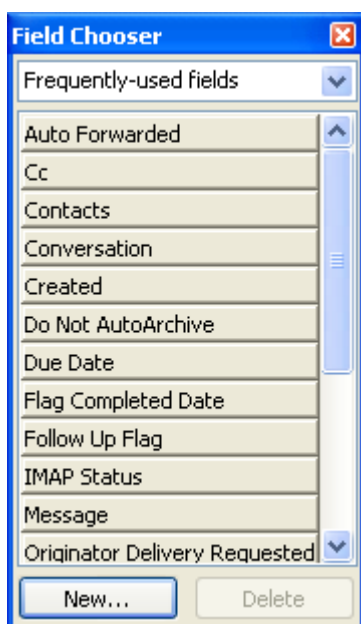 Field Chooser
Frequently-used fields
Auto Forwarded
Cc
Contacts
Conversation
Created
Do Not AutoArchive
Due Date
Flag Completed Date
Follow Up Flag
IMAP Status
Message
Originator Delivery Requested
New...
Delete